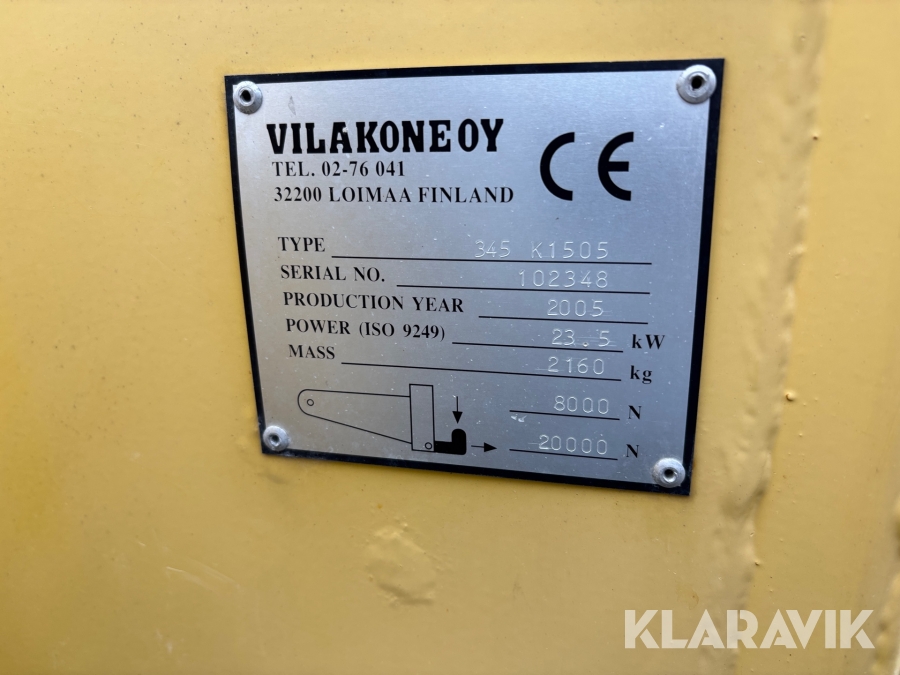 VILAKONE OY
TEL. 02-76 041
32200 LOIMAA FINLAND
CE
TYPE 345 K1505
SERIAL NO. 102348
PRODUCTION YEAR 2005
POWER (ISO 9249) 23.5 kW
MASS 2160 kg
8000 N
20000 N
KLARAVIK